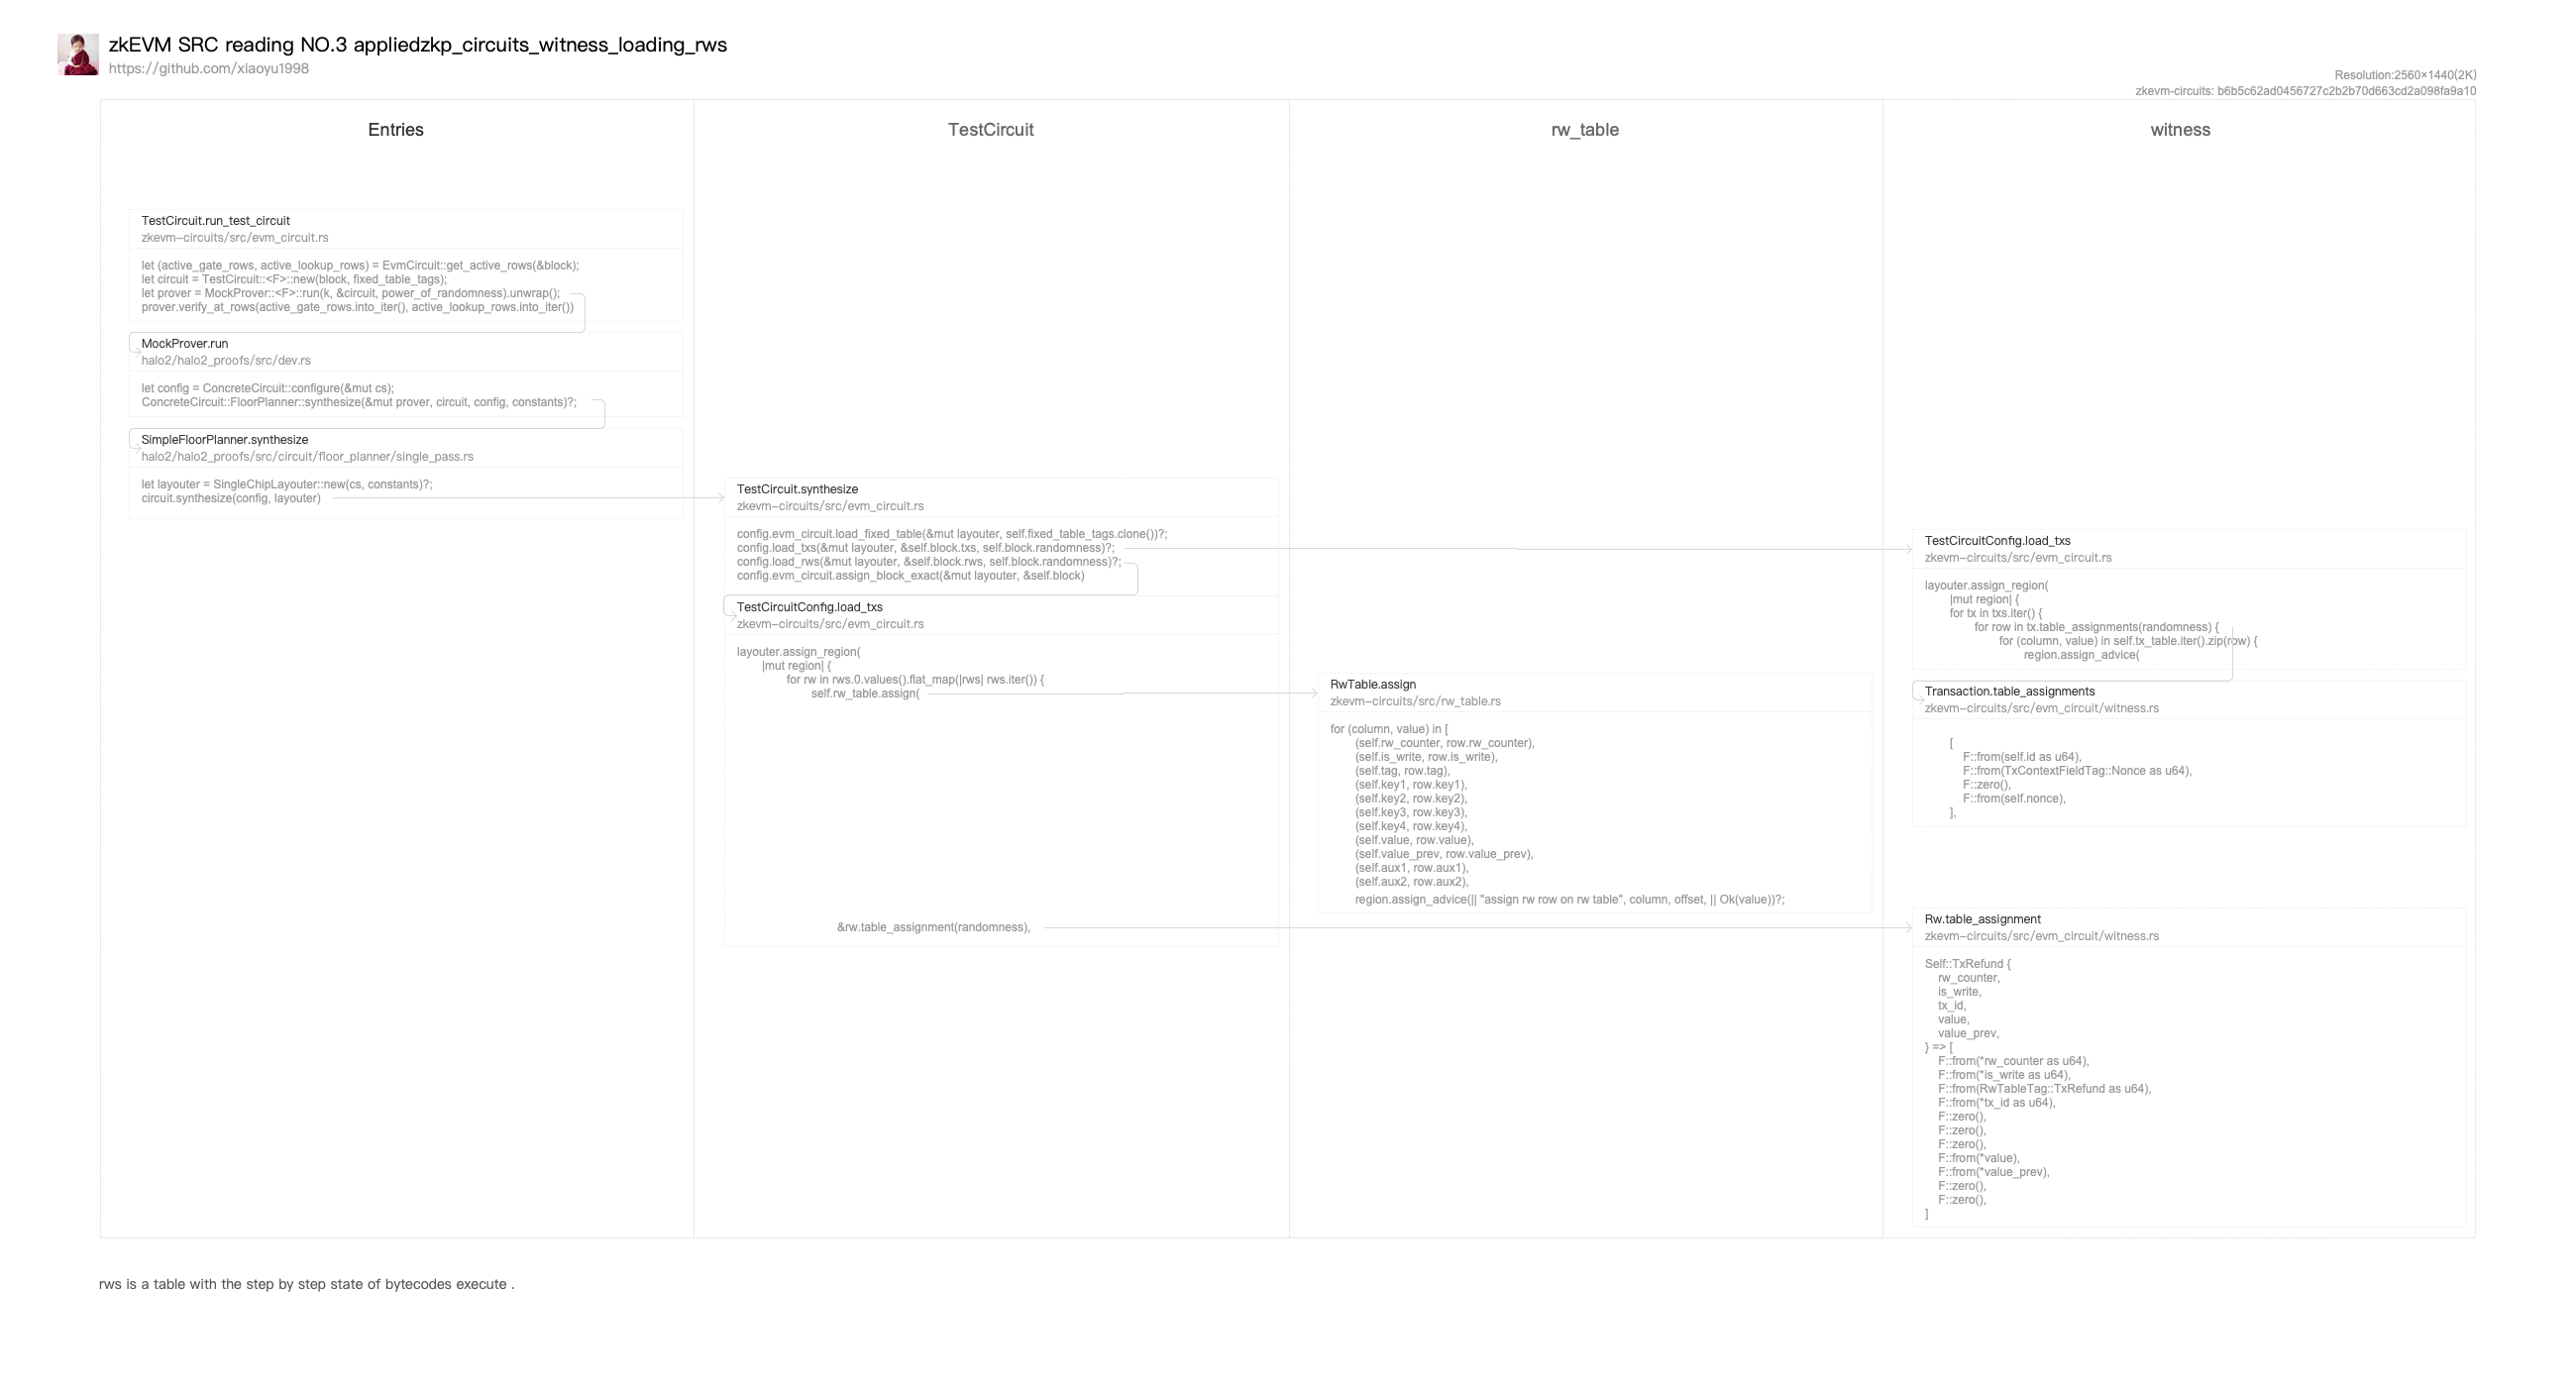 zkEVM SRC reading NO.3 appliedzkp_circuits_witness_loading_rws
https://github.com/xiaoyu1998
Resolution:2560×1440(2K)
zkevm-circuits: b6b5c62ad0456727c2b2b70d663cd2a098fa9a10
Entries
TestCircuit.run_test_circuit
zkevm-circuits/src/evm_circuit.rs
let (active_gate_rows, active_lookup_rows) = EvmCircuit::get_active_rows(&block);
let circuit = TestCircuit::<F>::new(block, fixed_table_tags);
let prover = MockProver::<F>::run(k, &circuit, power_of_randomness).unwrap();
prover.verify_at_rows(active_gate_rows.into_iter(), active_lookup_rows.into_iter())
MockProver.run
halo2/halo2_proofs/src/dev.rs
let config = ConcreteCircuit::configure(&mut cs);
ConcreteCircuit::FloorPlanner::synthesize(&mut prover, circuit, config, constants)?;
SimpleFloorPlanner.synthesize
halo2/halo2_proofs/src/circuit/floor_planner/single_pass.rs
let layouter = SingleChipLayouter::new(cs, constants)?;
circuit.synthesize(config, layouter)
TestCircuit
TestCircuit.synthesize
zkevm-circuits/src/evm_circuit.rs
config.evm_circuit.load_fixed_table(&mut layouter, self.fixed_table_tags.clone())?;
config.load_txs(&mut layouter, &self.block.txs, self.block.randomness)?;
config.load_rws(&mut layouter, &self.block.rws, self.block.randomness)?;
config.evm_circuit.assign_block_exact(&mut layouter, &self.block)
TestCircuitConfig.load_txs
zkevm-circuits/src/evm_circuit.rs
layouter.assign_region(
|mut region| {
for rw in rws.0.values().flat_map(|rws| rws.iter()) {
self.rw_table.assign(
&rw.table_assignment(randomness),
rw_table
RwTable.assign
zkevm-circuits/src/rw_table.rs
for (column, value) in [
(self.rw_counter, row.rw_counter),
(self.is_write, row.is_write),
(self.tag, row.tag),
(self.key1, row.key1),
(self.key2, row.key2),
(self.key3, row.key3),
(self.key4, row.key4),
(self.value, row.value),
(self.value_prev, row.value_prev),
(self.aux1, row.aux1),
(self.aux2, row.aux2),
region.assign_advice(|| "assign rw row on rw table", column, offset, || Ok(value))?;
witness
TestCircuitConfig.load_txs
zkevm-circuits/src/evm_circuit.rs
layouter.assign_region(
|mut region| {
for tx in txs.iter() {
for row in tx.table_assignments(randomness) {
for (column, value) in self.tx_table.iter().zip(row) {
region.assign_advice(
Transaction.table_assignments
zkevm-circuits/src/evm_circuit/witness.rs
[
F::from(self.id as u64),
F::from(TxContextFieldTag::Nonce as u64),
F::zero(),
F::from(self.nonce),
],
Rw.table_assignment
zkevm-circuits/src/evm_circuit/witness.rs
Self::TxRefund {
rw_counter,
is_write,
tx_id,
value,
value_prev,
} => [
F::from(*rw_counter as u64),
F::from(*is_write as u64),
F::from(RwTableTag::TxRefund as u64),
F::from(*tx_id as u64),
F::zero(),
F::zero(),
F::zero(),
F::from(*value),
F::from(*value_prev),
F::zero(),
F::zero(),
]
rws is a table with the step by step state of bytecodes execute .